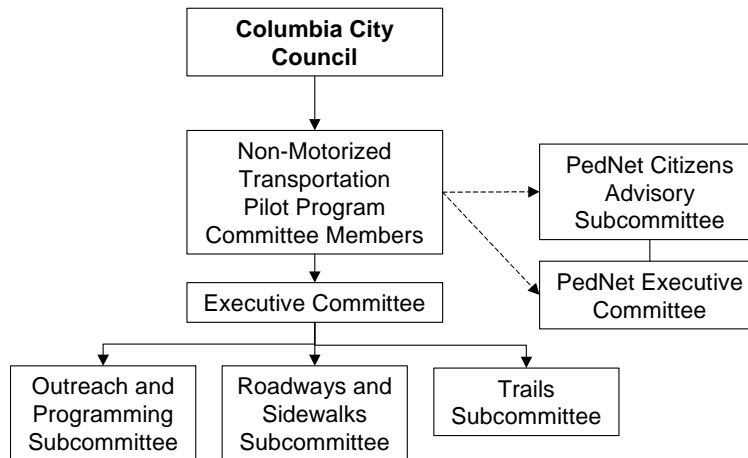 Columbia City
Council
Non-Motorized
Transportation
Pilot Program
Committee Members
PedNet Citizens
Advisory
Subcommittee
PedNet Executive
Committee
Executive Committee
Outreach and
Programming
Subcommittee
Roadways and
Sidewalks
Subcommittee
Trails
Subcommittee